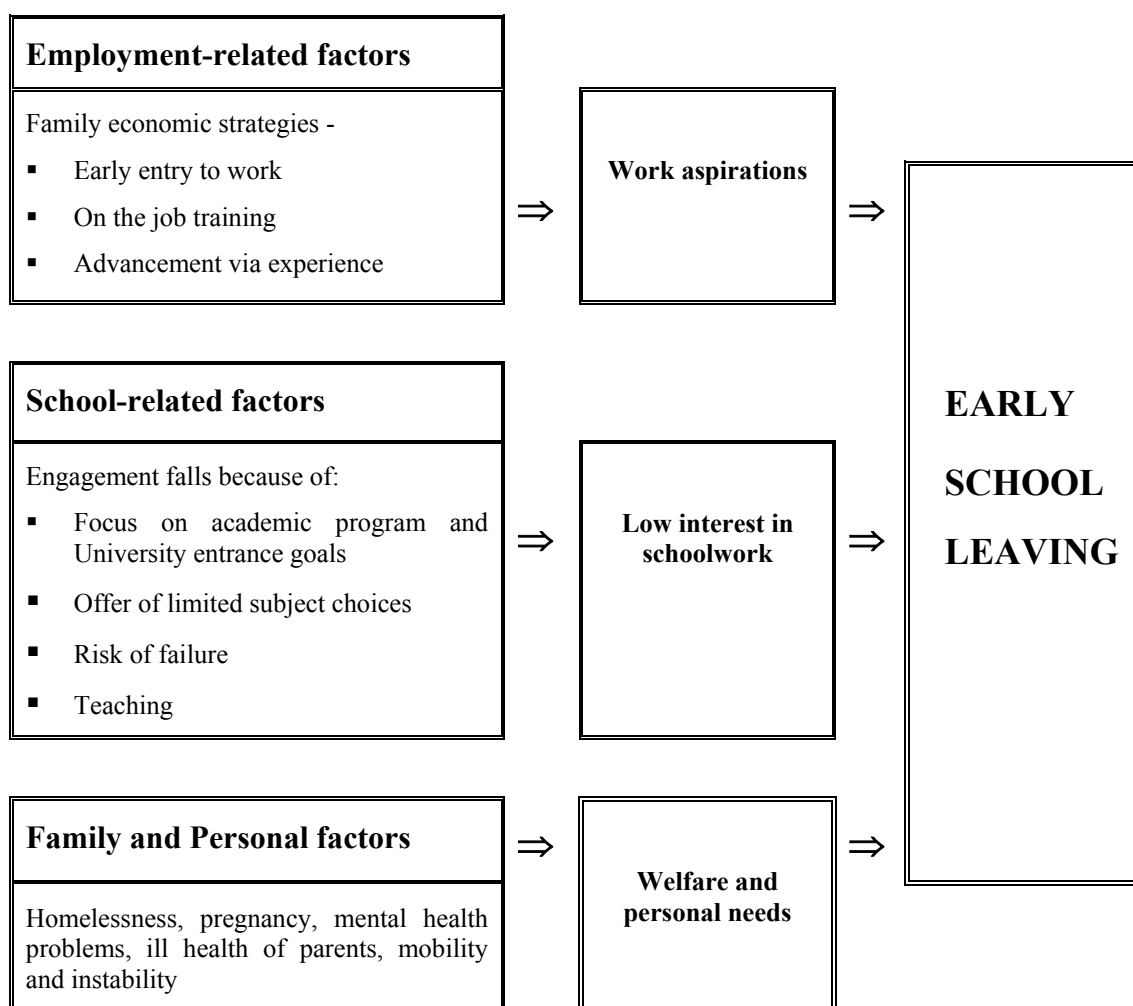 Employment-related factors
Family economic strategies -
▪ Early entry to work
▪ On the job training
▪ Advancement via experience
⇒
Work aspirations
⇒
School-related factors
Engagement falls because of:
▪ Focus on academic program and
University entrance goals
▪ Offer of limited subject choices
▪ Risk of failure
▪ Teaching
⇒
Low interest in
schoolwork
⇒
Family and Personal factors
Homelessness, pregnancy, mental health
problems, ill health of parents, mobility
and instability
⇒
Welfare and
personal needs
⇒
EARLY
SCHOOL
LEAVING